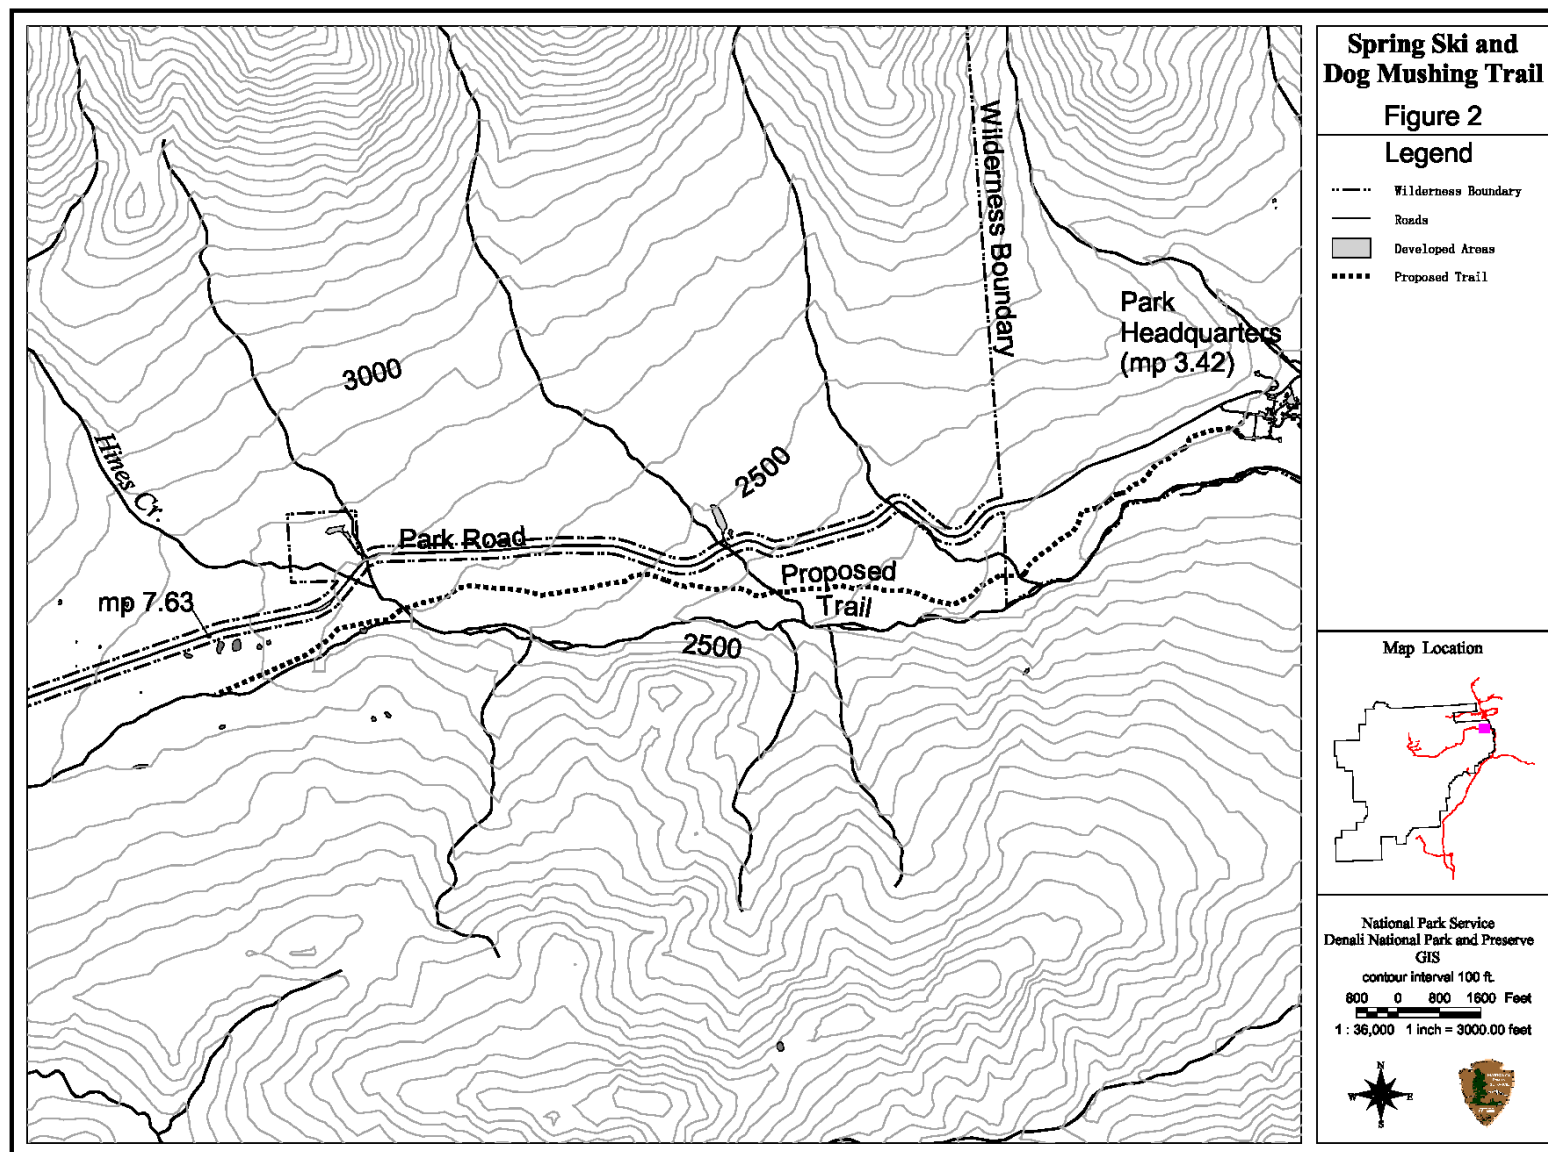 Wilderness Boundary
Park
Headquarters
(mp 3.42)
3000
2500
Hines Cr.
Park Road
Proposed
Trail
mp 7.63
2500
Spring Ski and
Dog Mushing Trail
Figure 2
Legend
Wilderness Boundary
Roads
Developed Areas
Proposed Trail
Map Location
National Park Service
Denali National Park and Preserve
GIS
contour interval 100 ft.
800 0 800 1600 Feet
1 : 36,000 1 inch = 3000.00 feet
N
W E
S